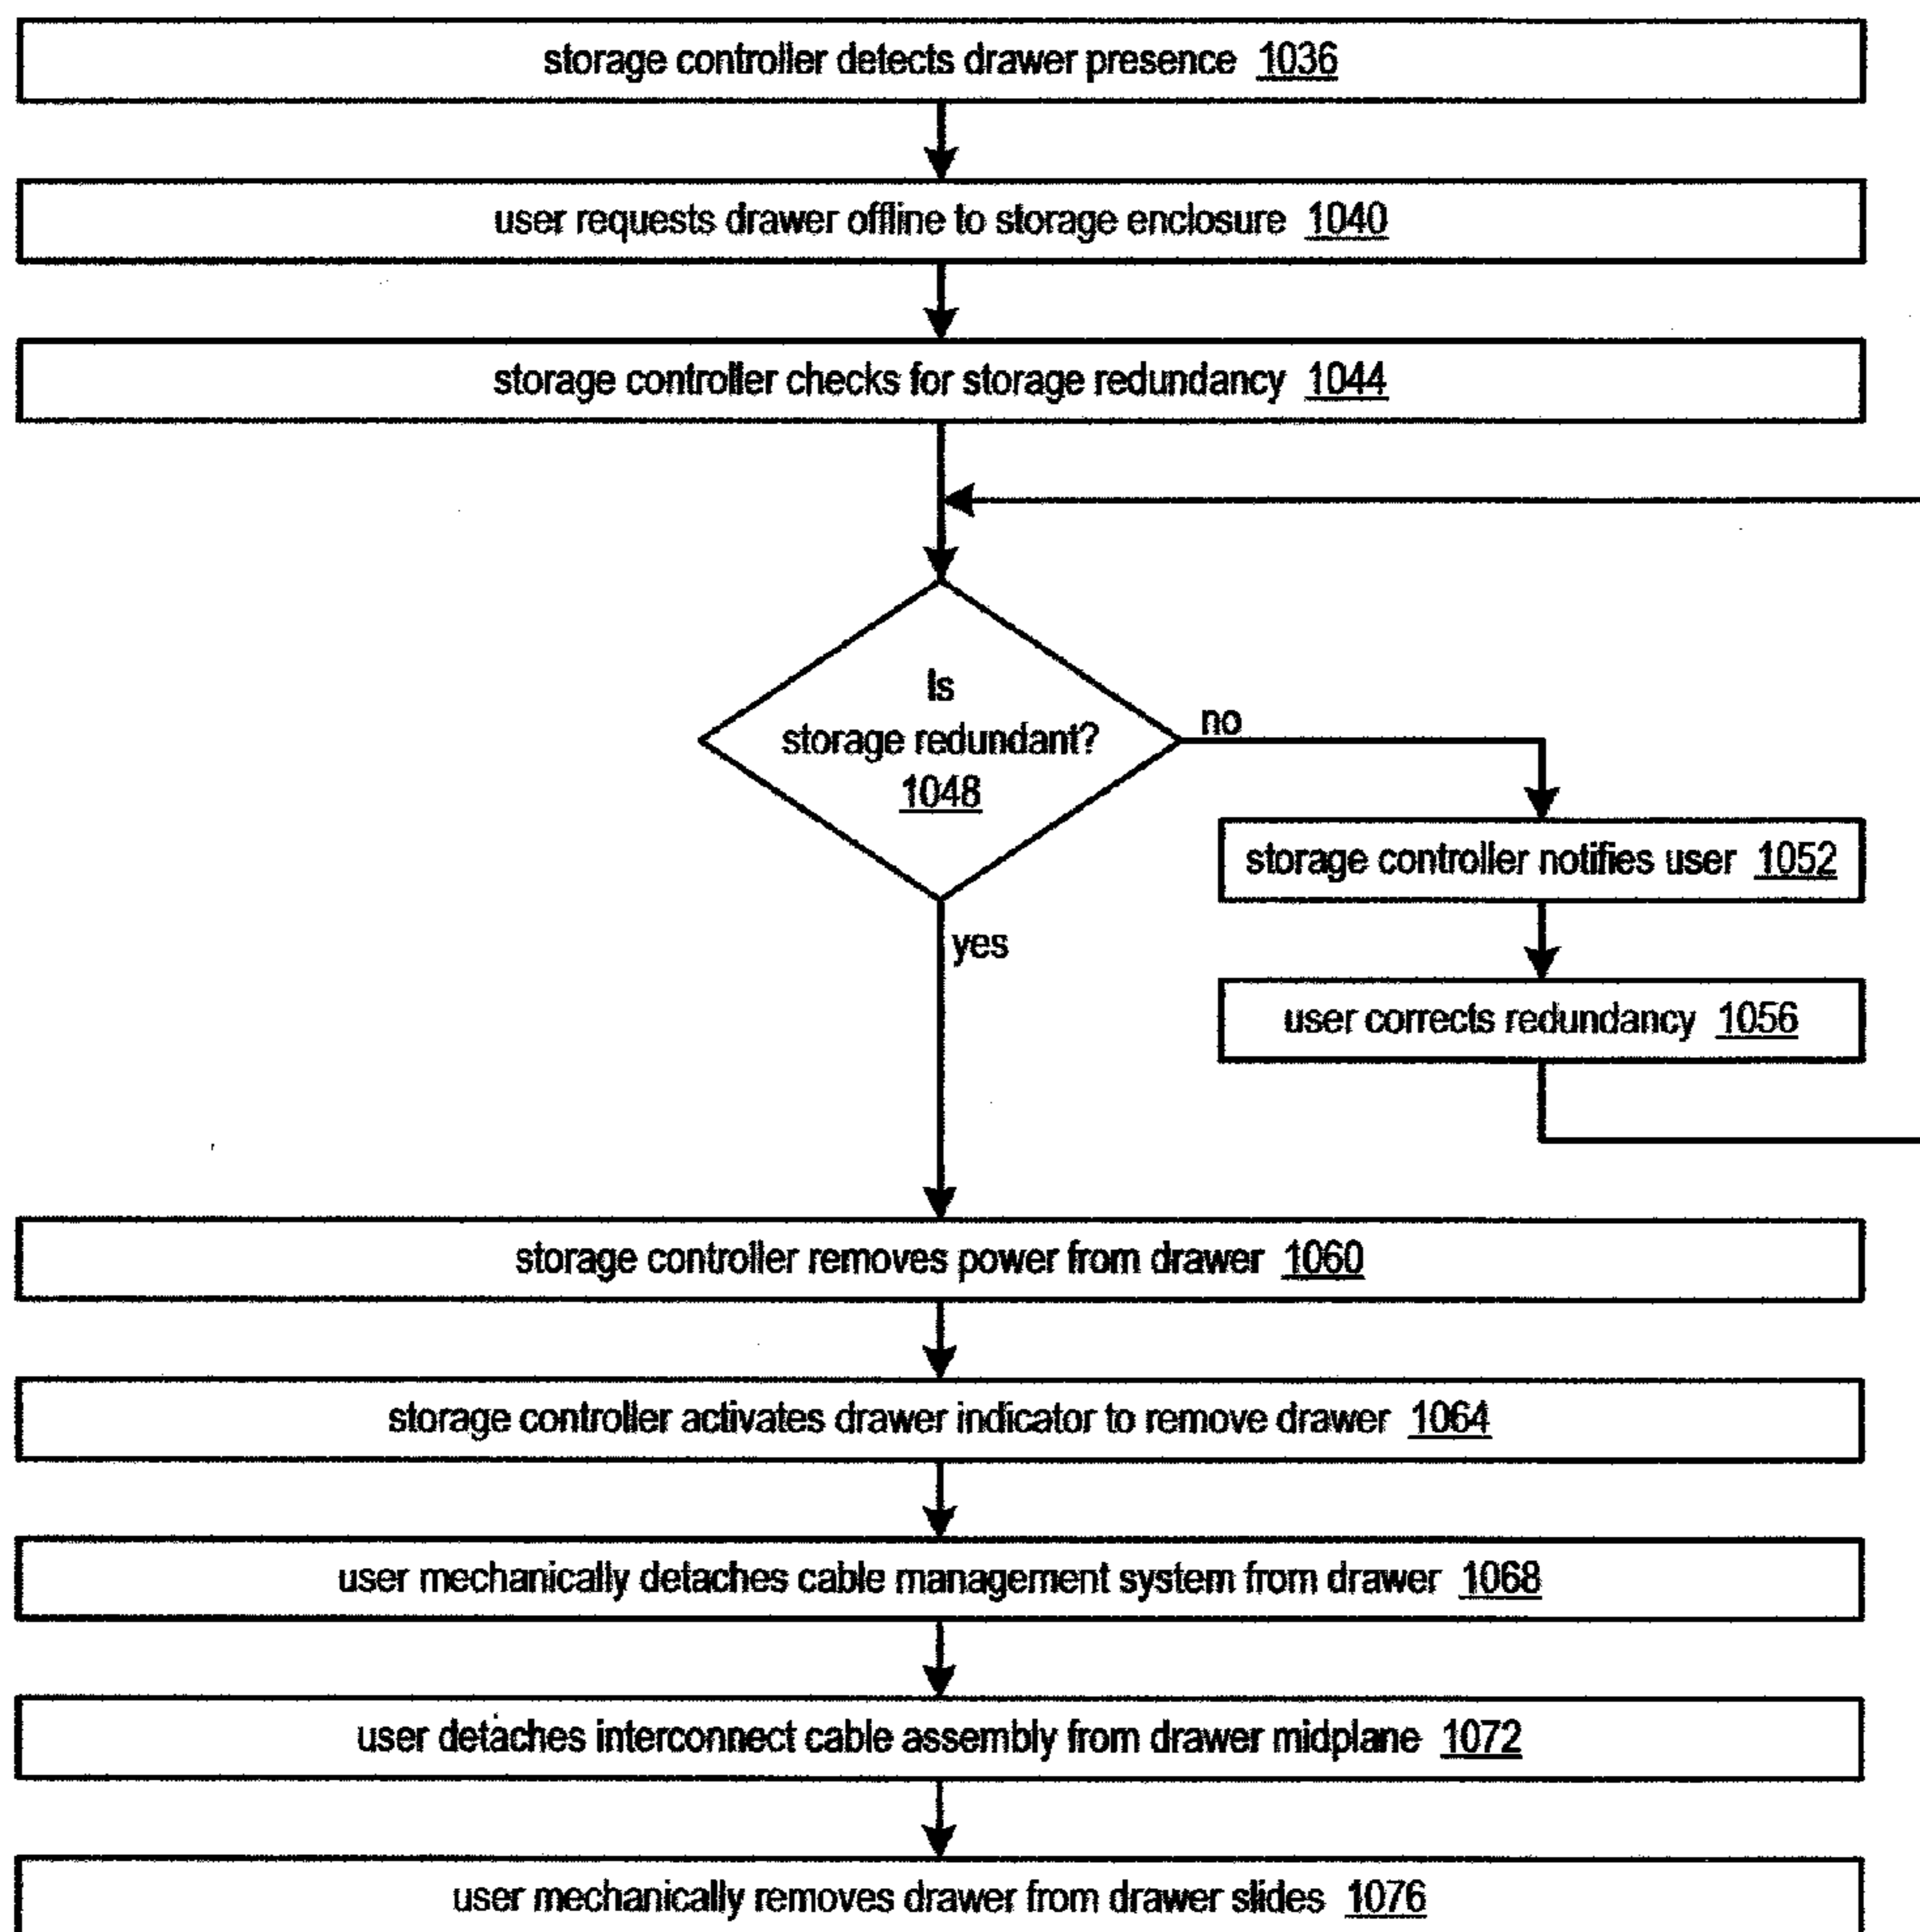 storage controller detects drawer presence 1036
user requests drawer offline to storage enclosure 1040
storage controller checks for storage redundancy 1044
Is
storage redundant?
1048
no
storage controller notifies user 1052
yes
user corrects redundancy 1056
storage controller removes power from drawer 1060
storage controller activates drawer indicator to remove drawer 1064
user mechanically detaches cable management system from drawer 1068
user detaches interconnect cable assembly from drawer midplane 1072
user mechanically removes drawer from drawer slides 1076